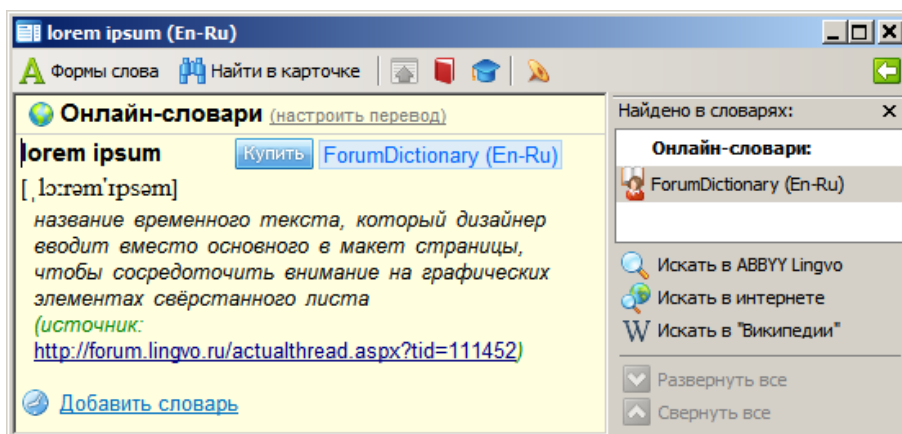 lorem ipsum (En-Ru)
Формы слова Найти в карточке
Онлайн-словари (настроить перевод)
lorem ipsum Купить ForumDictionary (En-Ru)
[ˌlɔːrəm'ɪpsəm]
название временного текста, который дизайнер
вводит вместо основного в макет страницы,
чтобы сосредоточить внимание на графических
элементах свёрстанного листа
(источник:
http://forum.lingvo.ru/actualthread.aspx?tid=111452)
Добавить словарь
Найдено в словарях:
Онлайн-словари:
ForumDictionary (En-Ru)
Искать в ABBYY Lingvo
Искать в интернете
W Искать в "Википедии"
Развернуть все
Свернуть все